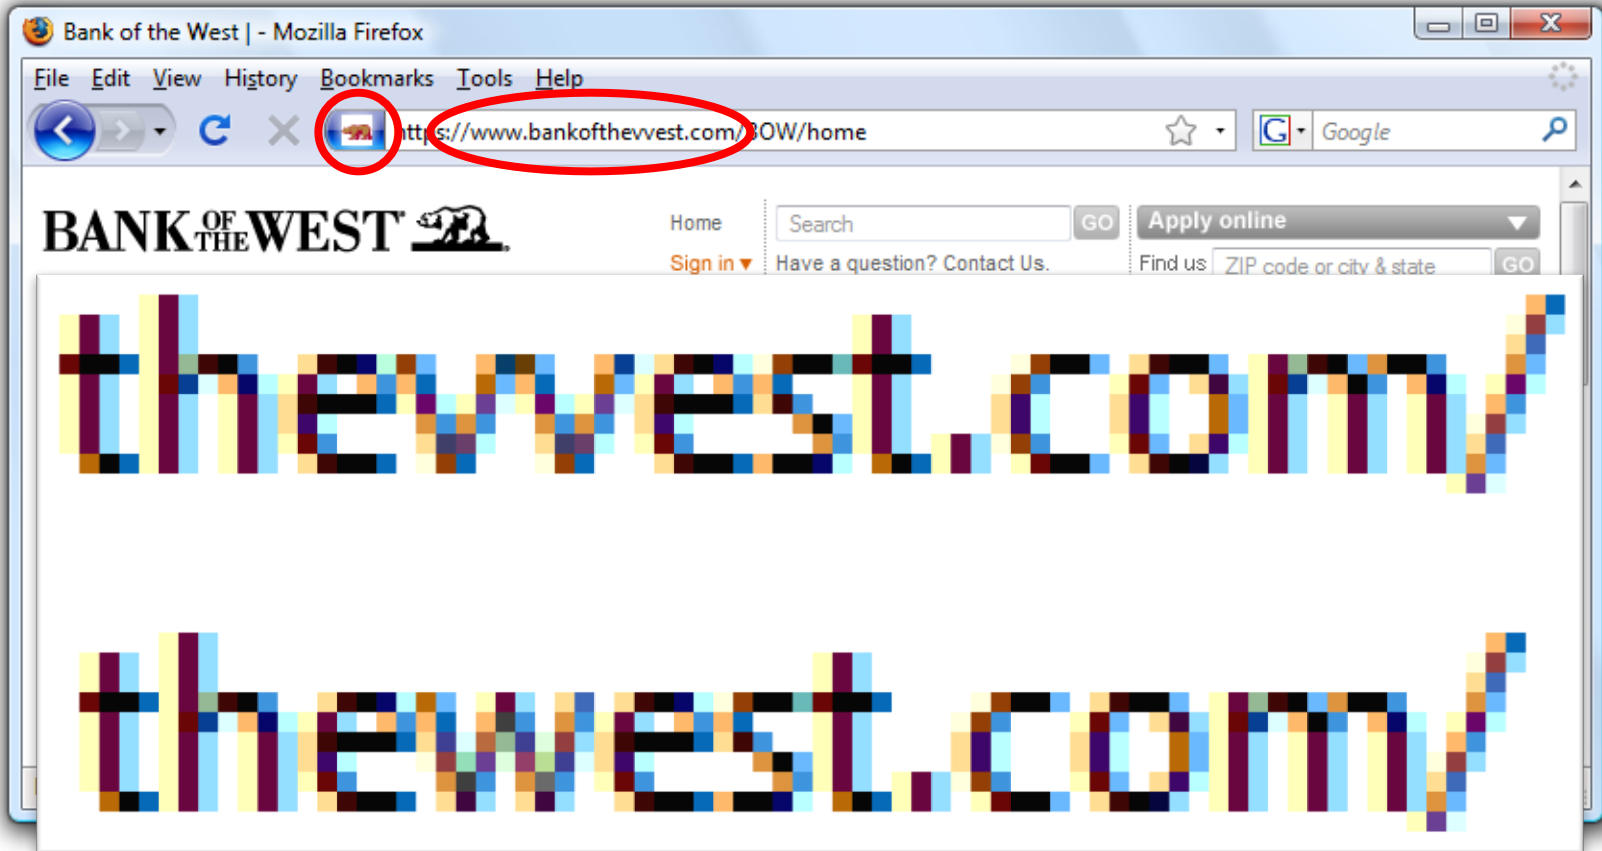 Bank of the West | - Mozilla Firefox
File Edit View History Bookmarks Tools Help
https://www.bankofthevvest.com/BOW/home
G Google
BANK OF THE WEST
Home Search GO Apply online
Sign in Have a question? Contact Us. Find us ZIP code or city & state GO
thevvest.com/
thewest.com/